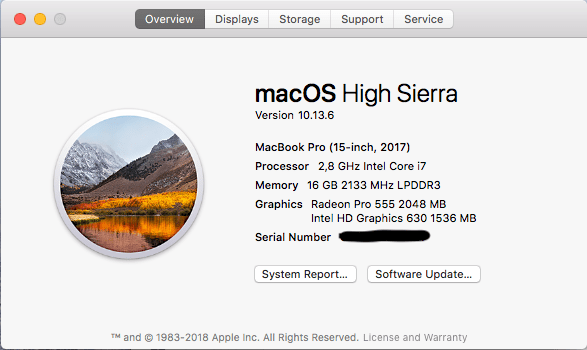 Overview Displays Storage Support Service
macOS High Sierra
Version 10.13.6
MacBook Pro (15-inch, 2017)
Processor 2,8 GHz Intel Core i7
Memory 16 GB 2133 MHz LPDDR3
Graphics Radeon Pro 555 2048 MB
Intel HD Graphics 630 1536 MB
Serial Number
System Report... Software Update...
™ and © 1983-2018 Apple Inc. All Rights Reserved. License and Warranty